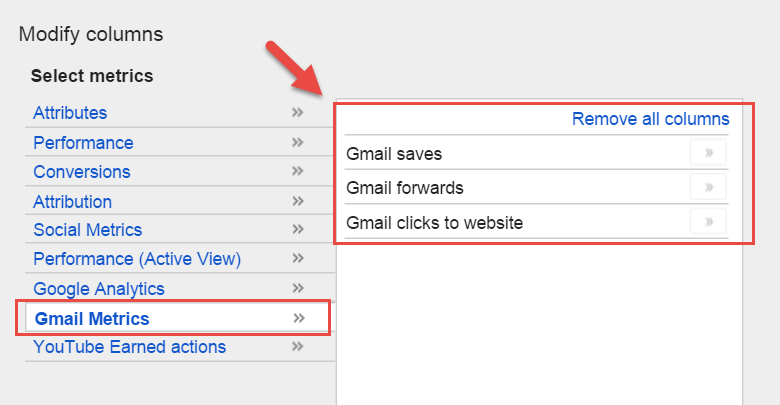 Modify columns
Select metrics
Attributes »
Performance »
Conversions »
Attribution »
Social Metrics »
Performance (Active View) »
Google Analytics »
Gmail Metrics »
YouTube Earned actions »
Remove all columns
Gmail saves »
Gmail forwards »
Gmail clicks to website »